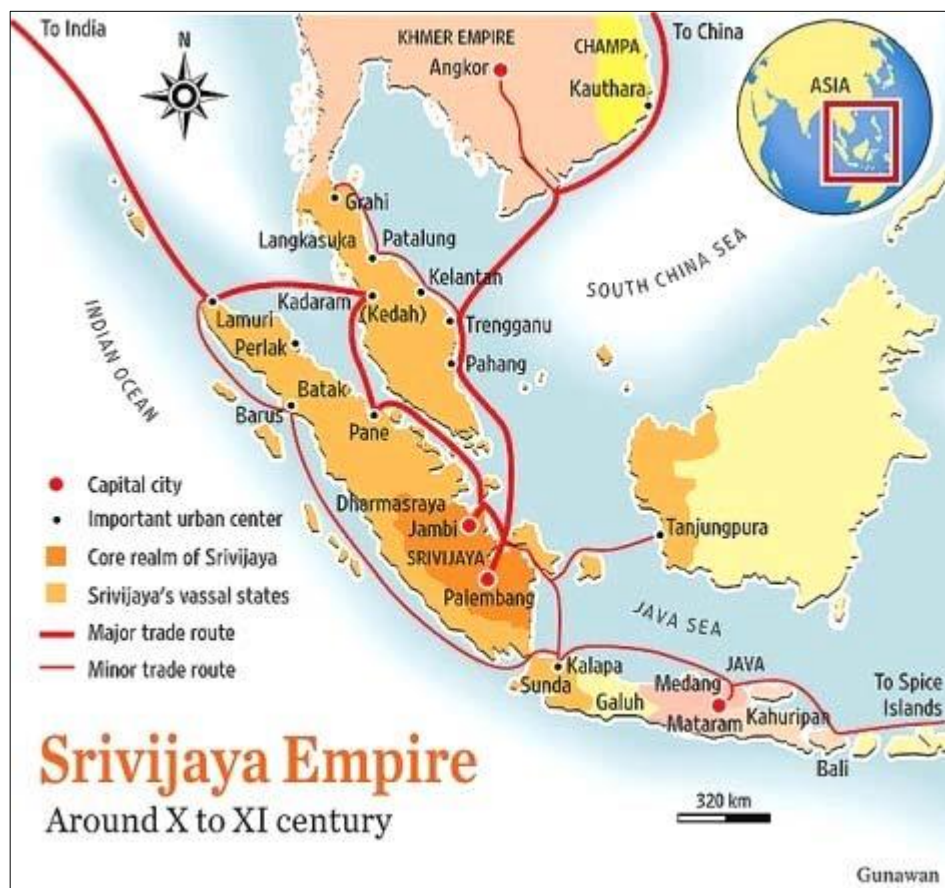 To India
N
KHMER EMPIRE
Angkor
CHAMPA
Kauthara
To China
ASIA
Grahi
Langkasuka
Patalung
Kelantan
SOUTH CHINA SEA
Kadaram
(Kedah)
Trengganu
Lamuri
Perlak
Pahang
INDIAN OCEAN
Batak
Barus
Pane
Capital city
Important urban center
Core realm of Srivijaya
Srivijaya's vassal states
Major trade route
Minor trade route
Dharmasraya
Jambi
SRIVIJAYA
Palembang
Tanjungpura
JAVA SEA
Kalapa
Sunda
Galuh
Medang
JAVA
Mataram
Kahuripan
To Spice
Islands
Bali
Srivijaya Empire
Around X to XI century
320 km
Gunawan